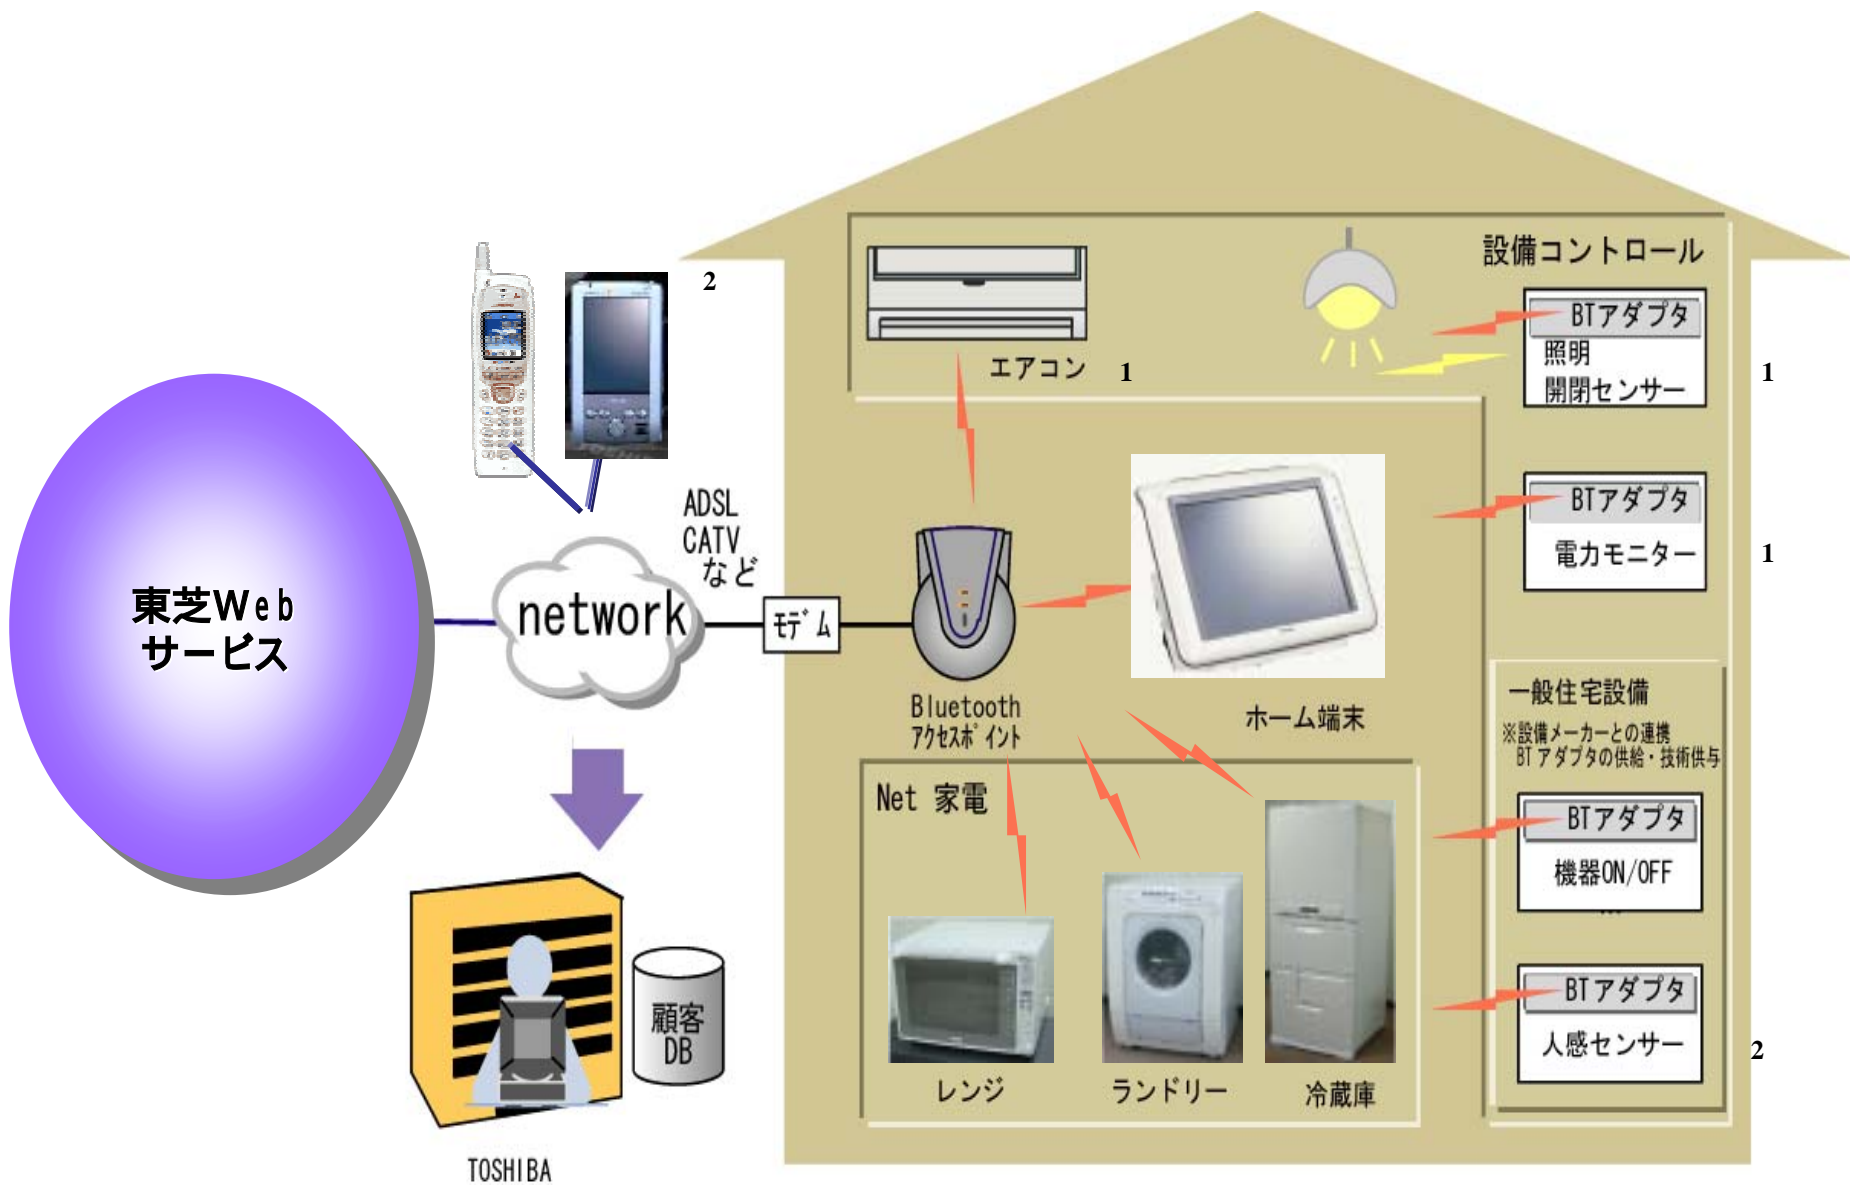 2
設備コントロール
BTアダプタ
照明
開閉センサー
1
エアコン
1
BTアダプタ
電力モニター
1
ADSL
CATV
など
東芝Web
サービス
network
モデム
Bluetooth
アクセスポイント
ホーム端末
一般住宅設備
※設備メーカーとの連携
BTアダプタの供給・技術供与
Net 家電
BTアダプタ
機器ON/OFF
...
BTアダプタ
人感センサー
2
顧客
DB
レンジ
ランドリー
冷蔵庫
TOSHIBA